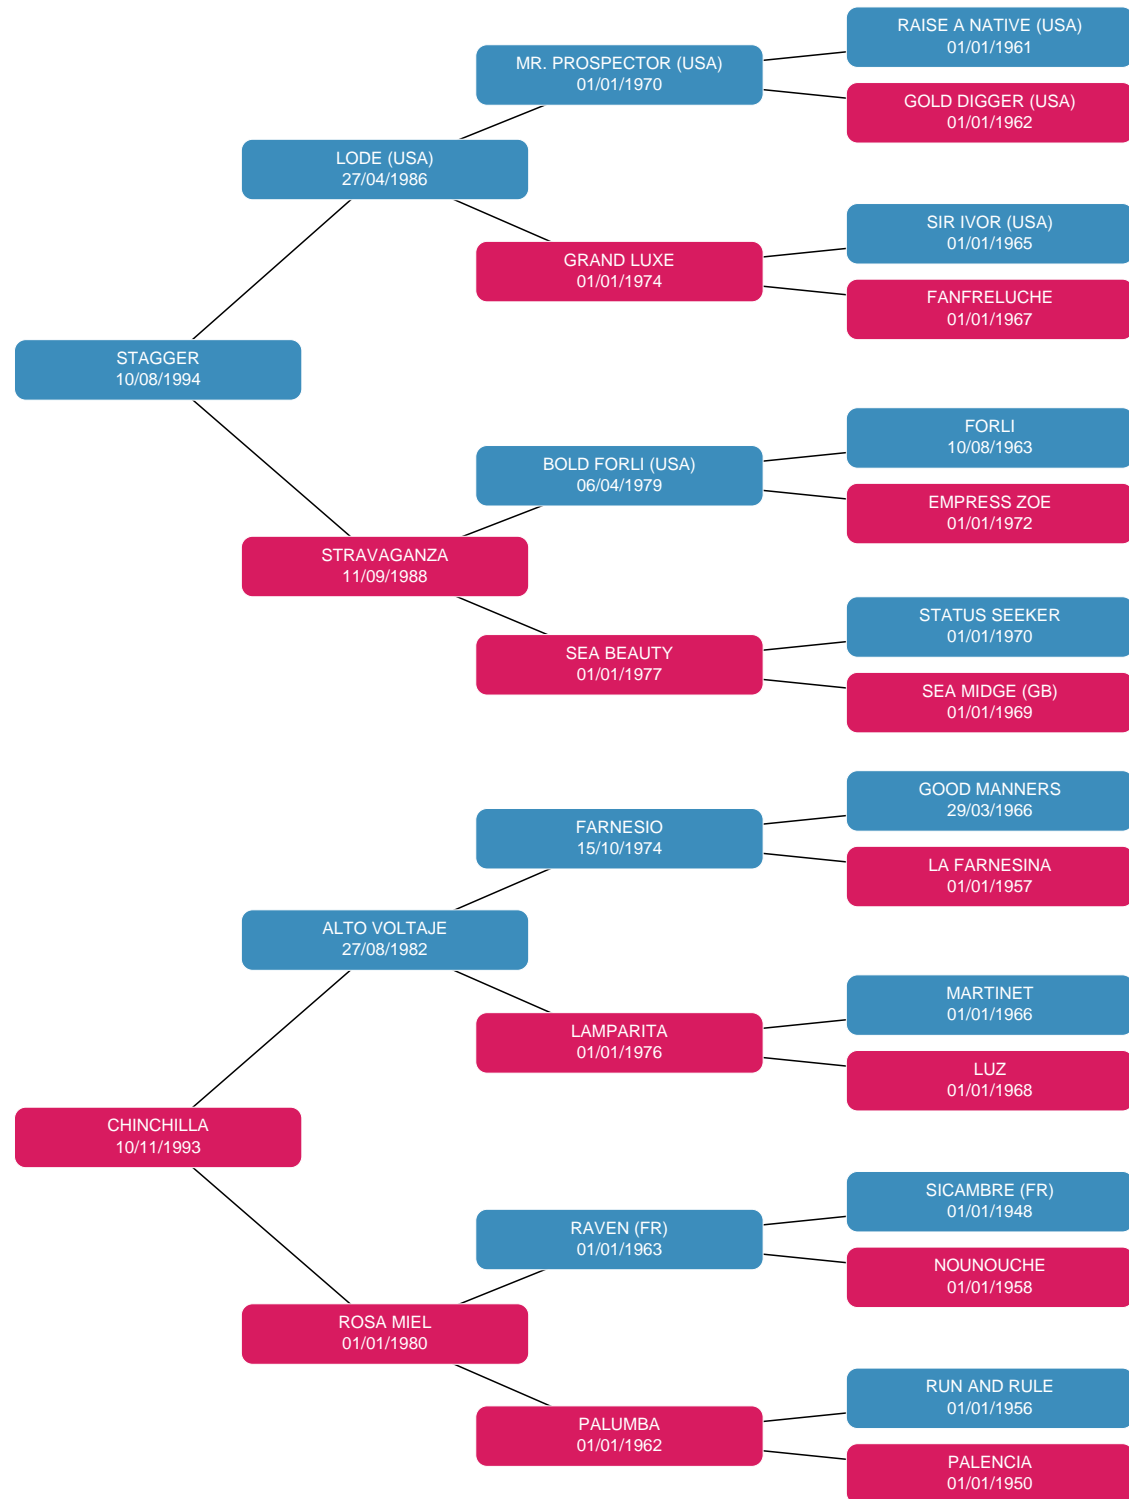 RAISE A NATIVE (USA)
01/01/1961
MR. PROSPECTOR (USA)
01/01/1970
GOLD DIGGER (USA)
01/01/1962
LODE (USA)
27/04/1986
SIR IVOR (USA)
01/01/1965
GRAND LUXE
01/01/1974
FANFRELUCHE
01/01/1967
STAGGER
10/08/1994
FORLI
10/08/1963
BOLD FORLI (USA)
06/04/1979
EMPRESS ZOE
01/01/1972
STRAVAGANZA
11/09/1988
STATUS SEEKER
01/01/1970
SEA BEAUTY
01/01/1977
SEA MIDGE (GB)
01/01/1969
GOOD MANNERS
29/03/1966
FARNESIO
15/10/1974
LA FARNESINA
01/01/1957
ALTO VOLTAJE
27/08/1982
MARTINET
01/01/1966
LAMPARITA
01/01/1976
LUZ
01/01/1968
CHINCHILLA
10/11/1993
SICAMBRE (FR)
01/01/1948
RAVEN (FR)
01/01/1963
NOUNOUCHE
01/01/1958
ROSA MIEL
01/01/1980
RUN AND RULE
01/01/1956
PALUMBA
01/01/1962
PALENCIA
01/01/1950